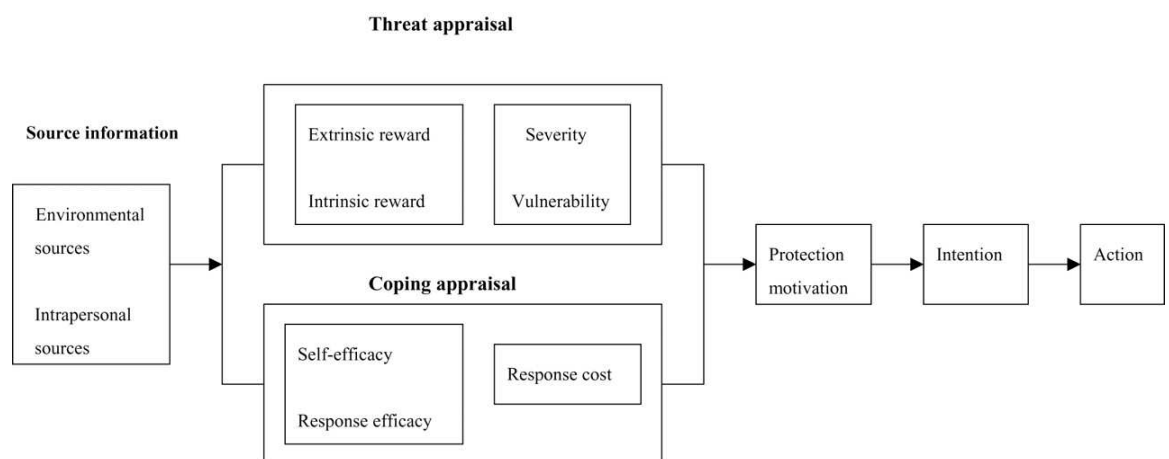 Threat appraisal
Source information
Environmental
sources
Intrapersonal
sources
Extrinsic reward
Intrinsic reward
Severity
Vulnerability
Coping appraisal
Self-efficacy
Response efficacy
Response cost
Protection
motivation
Intention
Action